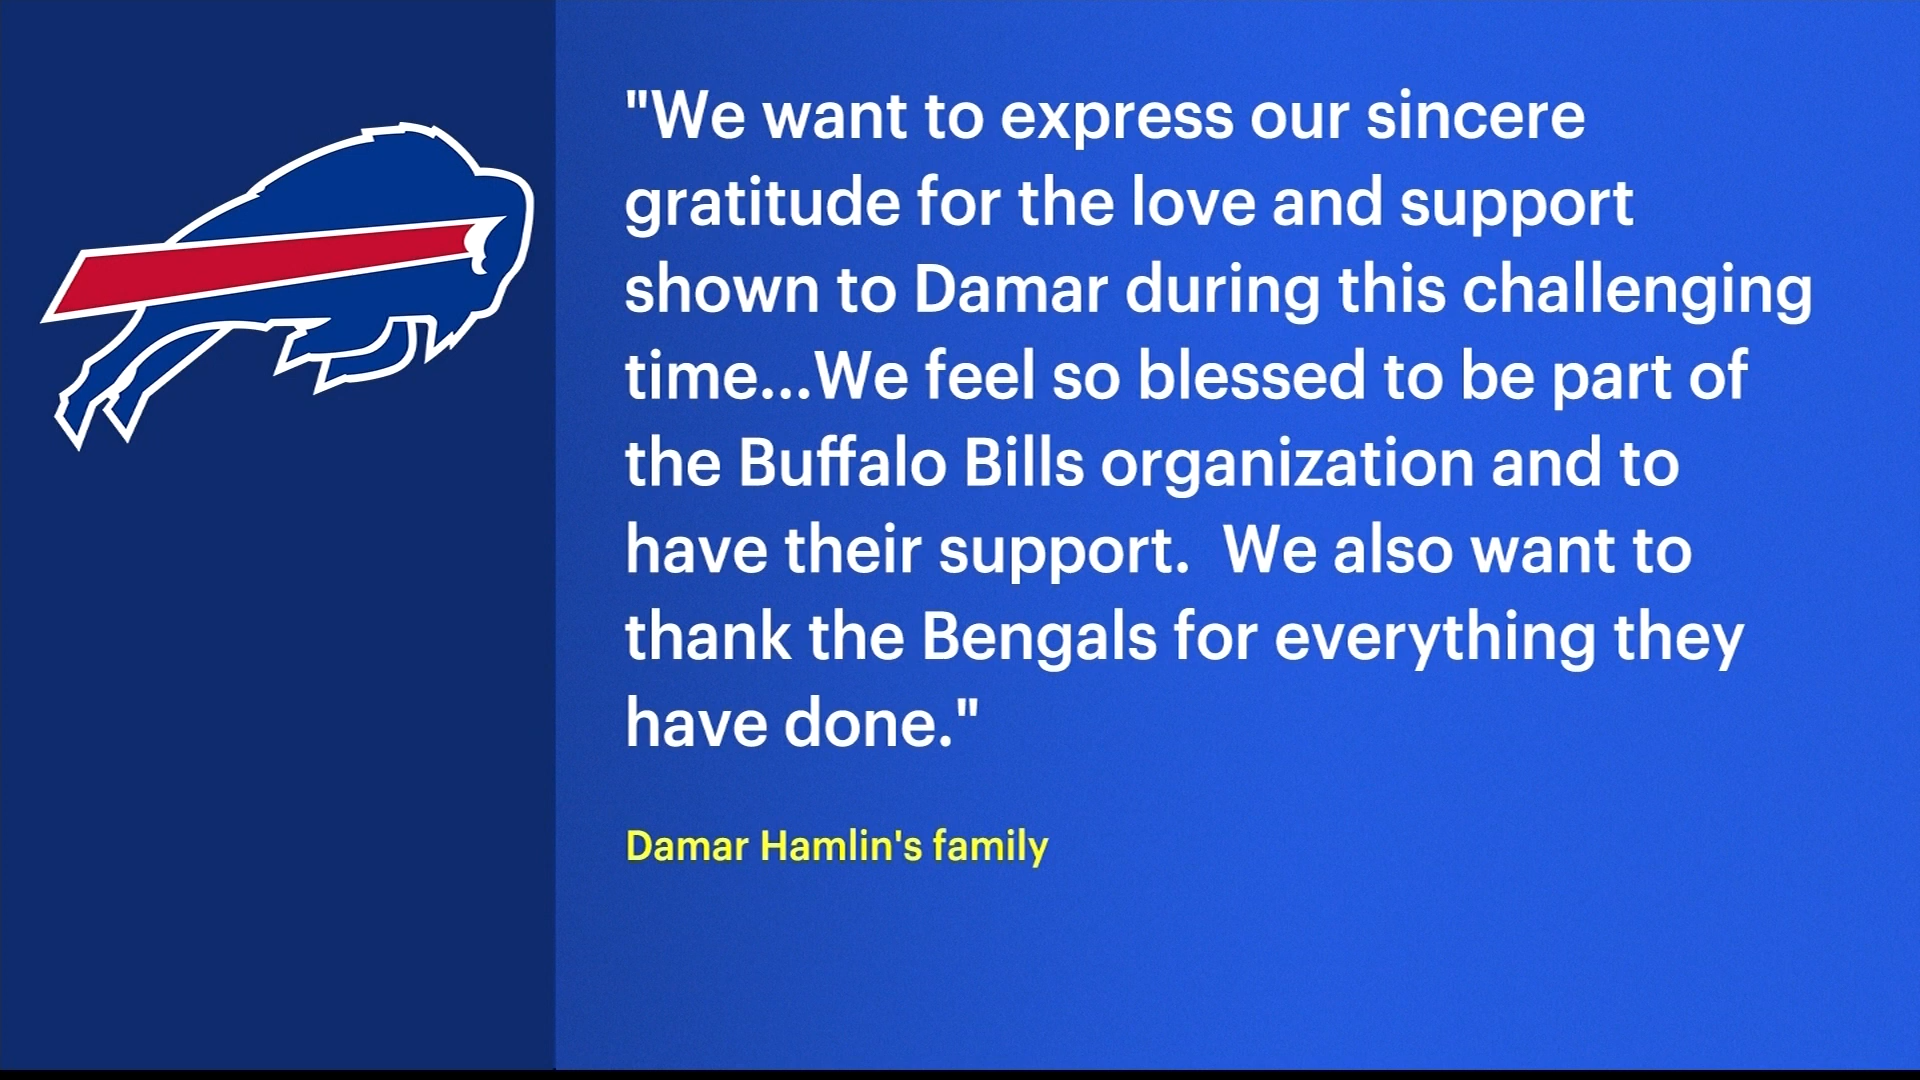 "We want to express our sincere
gratitude for the love and support
shown to Damar during this challenging
time...We feel so blessed to be part of
the Buffalo Bills organization and to
have their support.  We also want to
thank the Bengals for everything they
have done."
Damar Hamlin's family